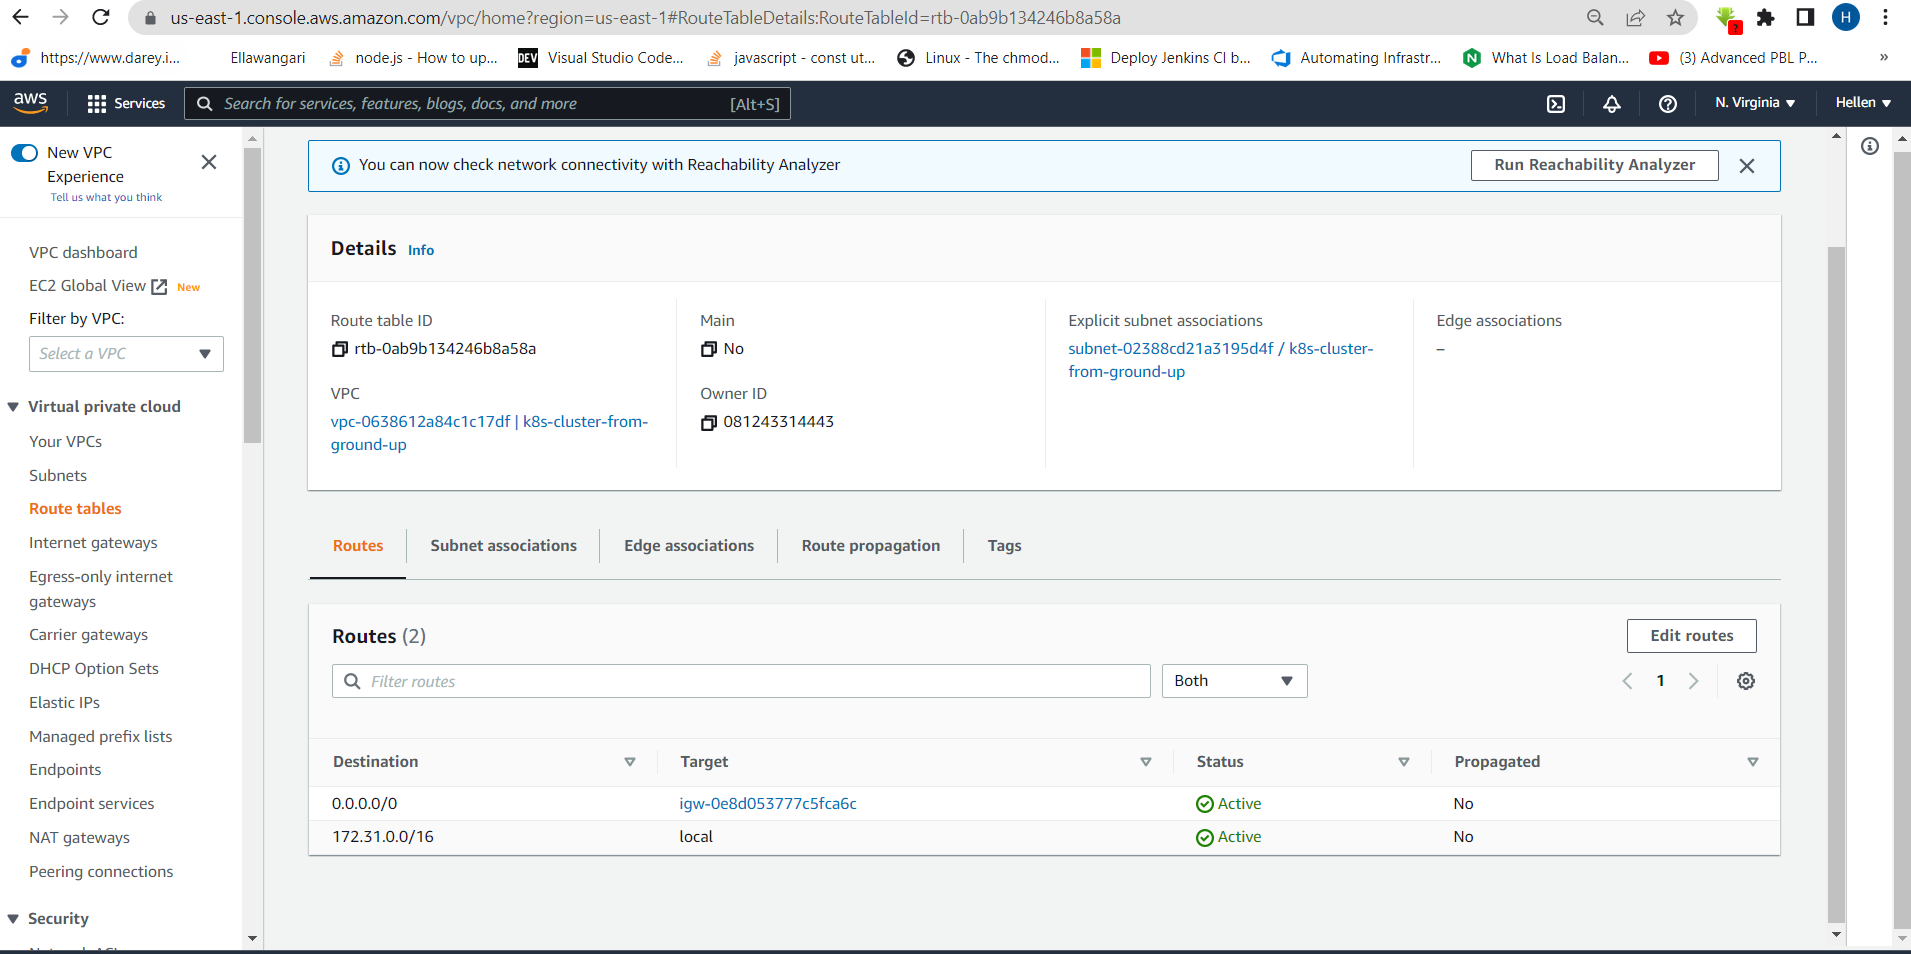 us-east-1.console.aws.amazon.com/vpc/home?region=us-east-1#RouteTableDetails:RouteTableId=rtb-0ab9b134246b8a58a
H
https://www.darey.i...
Ellawangari
node.js - How to up...
DEV
Visual Studio Code...
javascript - const ut...
Linux - The chmod...
Deploy Jenkins CI b...
Automating Infrastr...
N
What Is Load Balan...
(3) Advanced PBL P...
»
aws
Services
Search for services, features, blogs, docs, and more
[Alt+S]
N. Virginia
Hellen
New VPC
Experience
Tell us what you think
VPC dashboard
EC2 Global View
New
Filter by VPC:
Select a VPC
Virtual private cloud
Your VPCs
Subnets
Route tables
Internet gateways
Egress-only internet
gateways
Carrier gateways
DHCP Option Sets
Elastic IPs
Managed prefix lists
Endpoints
Endpoint services
NAT gateways
Peering connections
Security
You can now check network connectivity with Reachability Analyzer
Run Reachability Analyzer
Details
Info
Route table ID
rtb-0ab9b134246b8a58a
VPC
vpc-0638612a84c1c17df | k8s-cluster-from-
ground-up
Main
No
Owner ID
081243314443
Explicit subnet associations
subnet-02388cd21a3195d4f / k8s-cluster-
from-ground-up
Edge associations
–
Routes
Subnet associations
Edge associations
Route propagation
Tags
Routes (2)
Edit routes
Filter routes
Both
1
Destination
Target
Status
Propagated
0.0.0.0/0
igw-0e8d053777c5fca6c
Active
No
172.31.0.0/16
local
Active
No